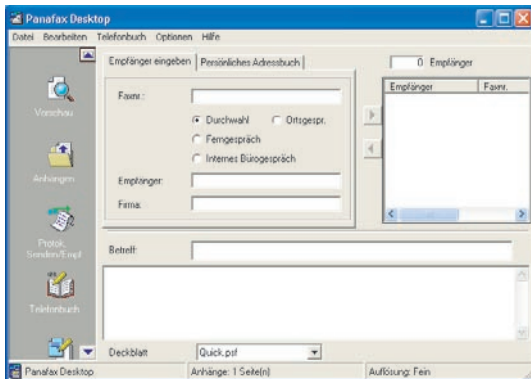 Panafax Desktop
Datei Bearbeiten Telefonbuch Optionen Hilfe
Vorschau
Anhängen
Protok. Senden/Empf.
Telefonbuch
Empfänger eingeben Persönliches Adressbuch
Faxnr.:
Durchwahl Ortsgespr.
Ferngespräch
Internes Bürogespräch
Empfänger:
Firma:
0 Empfänger
Empfänger Faxnr.
Betreff:
Deckblatt Quick.psf
Panafax Desktop Anhänge: 1 Seite(n) Auflösung: Fein